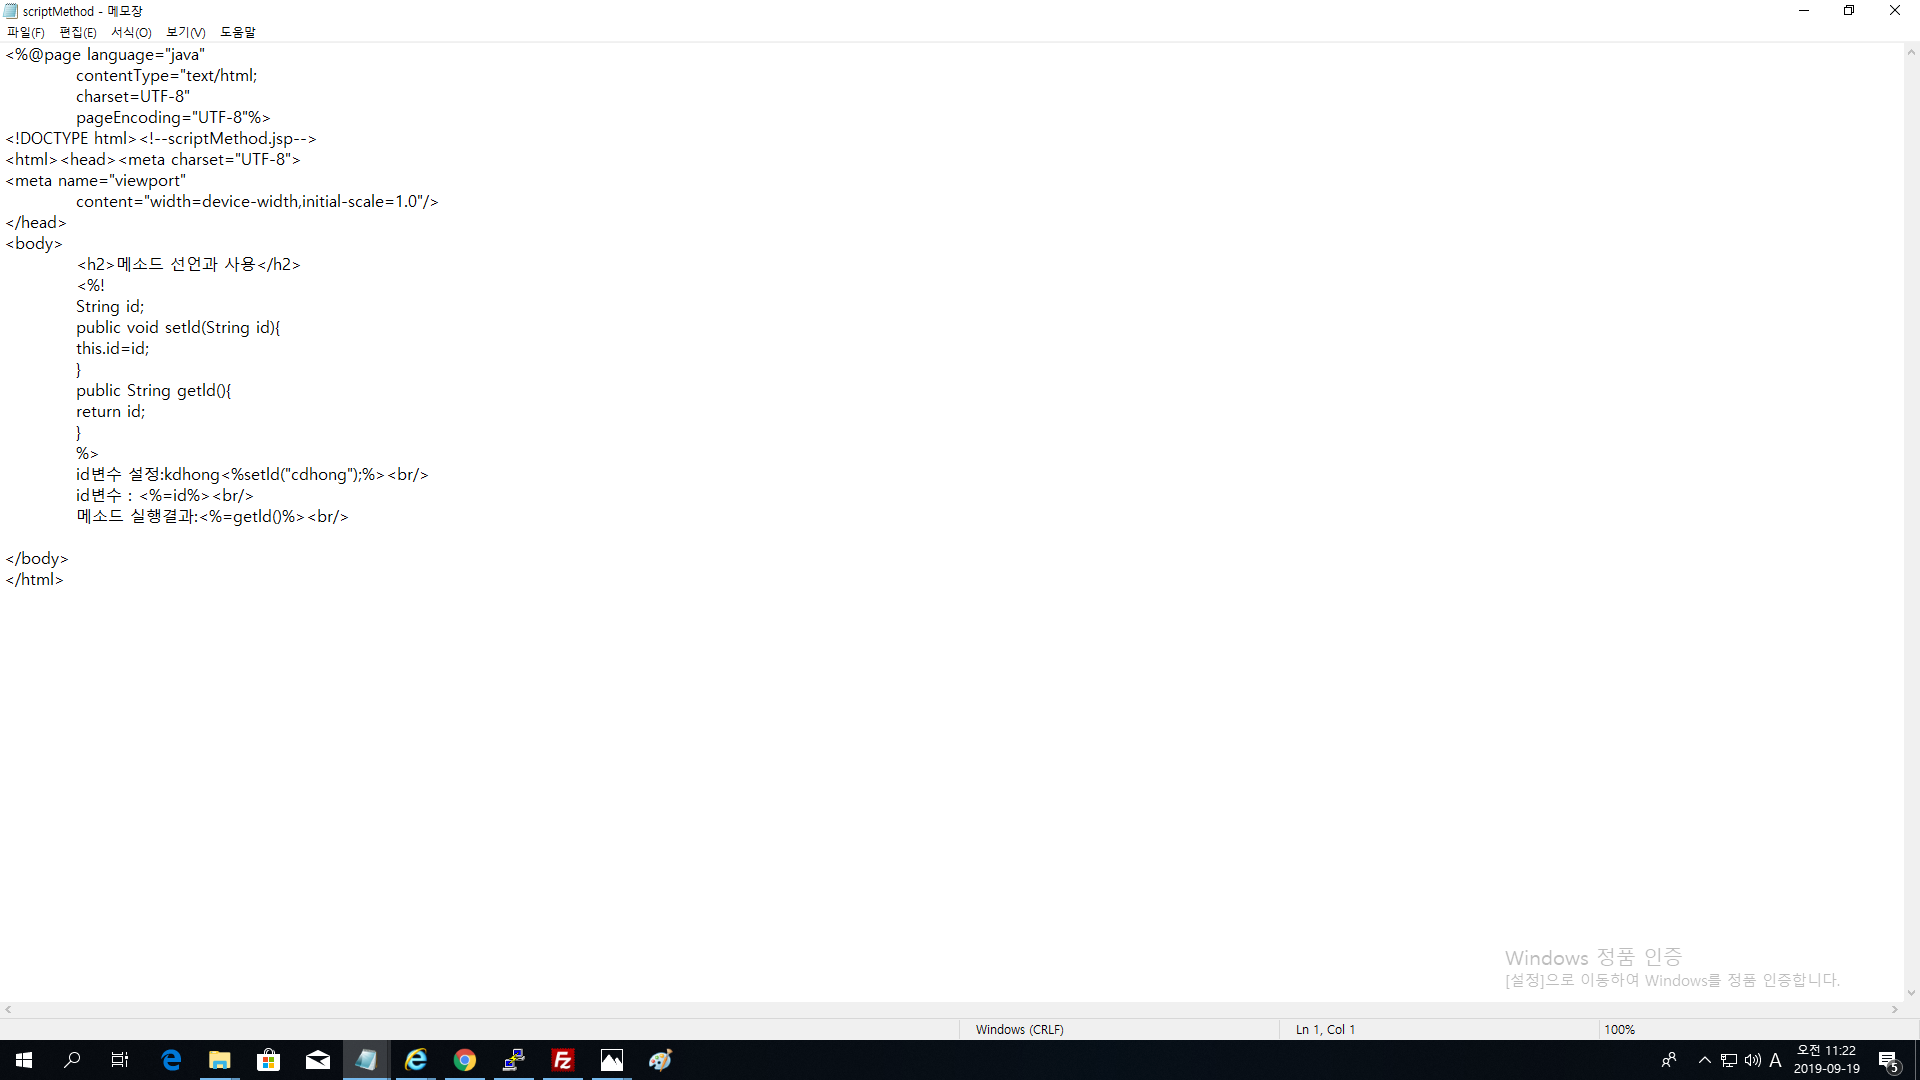 scriptMethod - 메모장
파일(F) 편집(E) 서식(O) 보기(V) 도움말
<%@page language="java"
contentType="text/html;
charset=UTF-8"
pageEncoding="UTF-8"%>
<!DOCTYPE html><!--scriptMethod.jsp-->
<html><head><meta charset="UTF-8">
<meta name="viewport"
content="width=device-width,initial-scale=1.0"/>
</head>
<body>
<h2>메소드 선언과 사용</h2>
<%!
String id;
public void setId(String id){
this.id=id;
}
public String getId(){
return id;
}
%>
id변수 설정:kdhong<%setId("cdhong");%><br/>
id변수 : <%=id%><br/>
메소드 실행결과:<%=getId()%><br/>
</body>
</html>
Windows 정품 인증
[설정]으로 이동하여 Windows를 정품 인증합니다.
Windows (CRLF) Ln 1, Col 1 100%
A 오전 11:22
2019-09-19 5